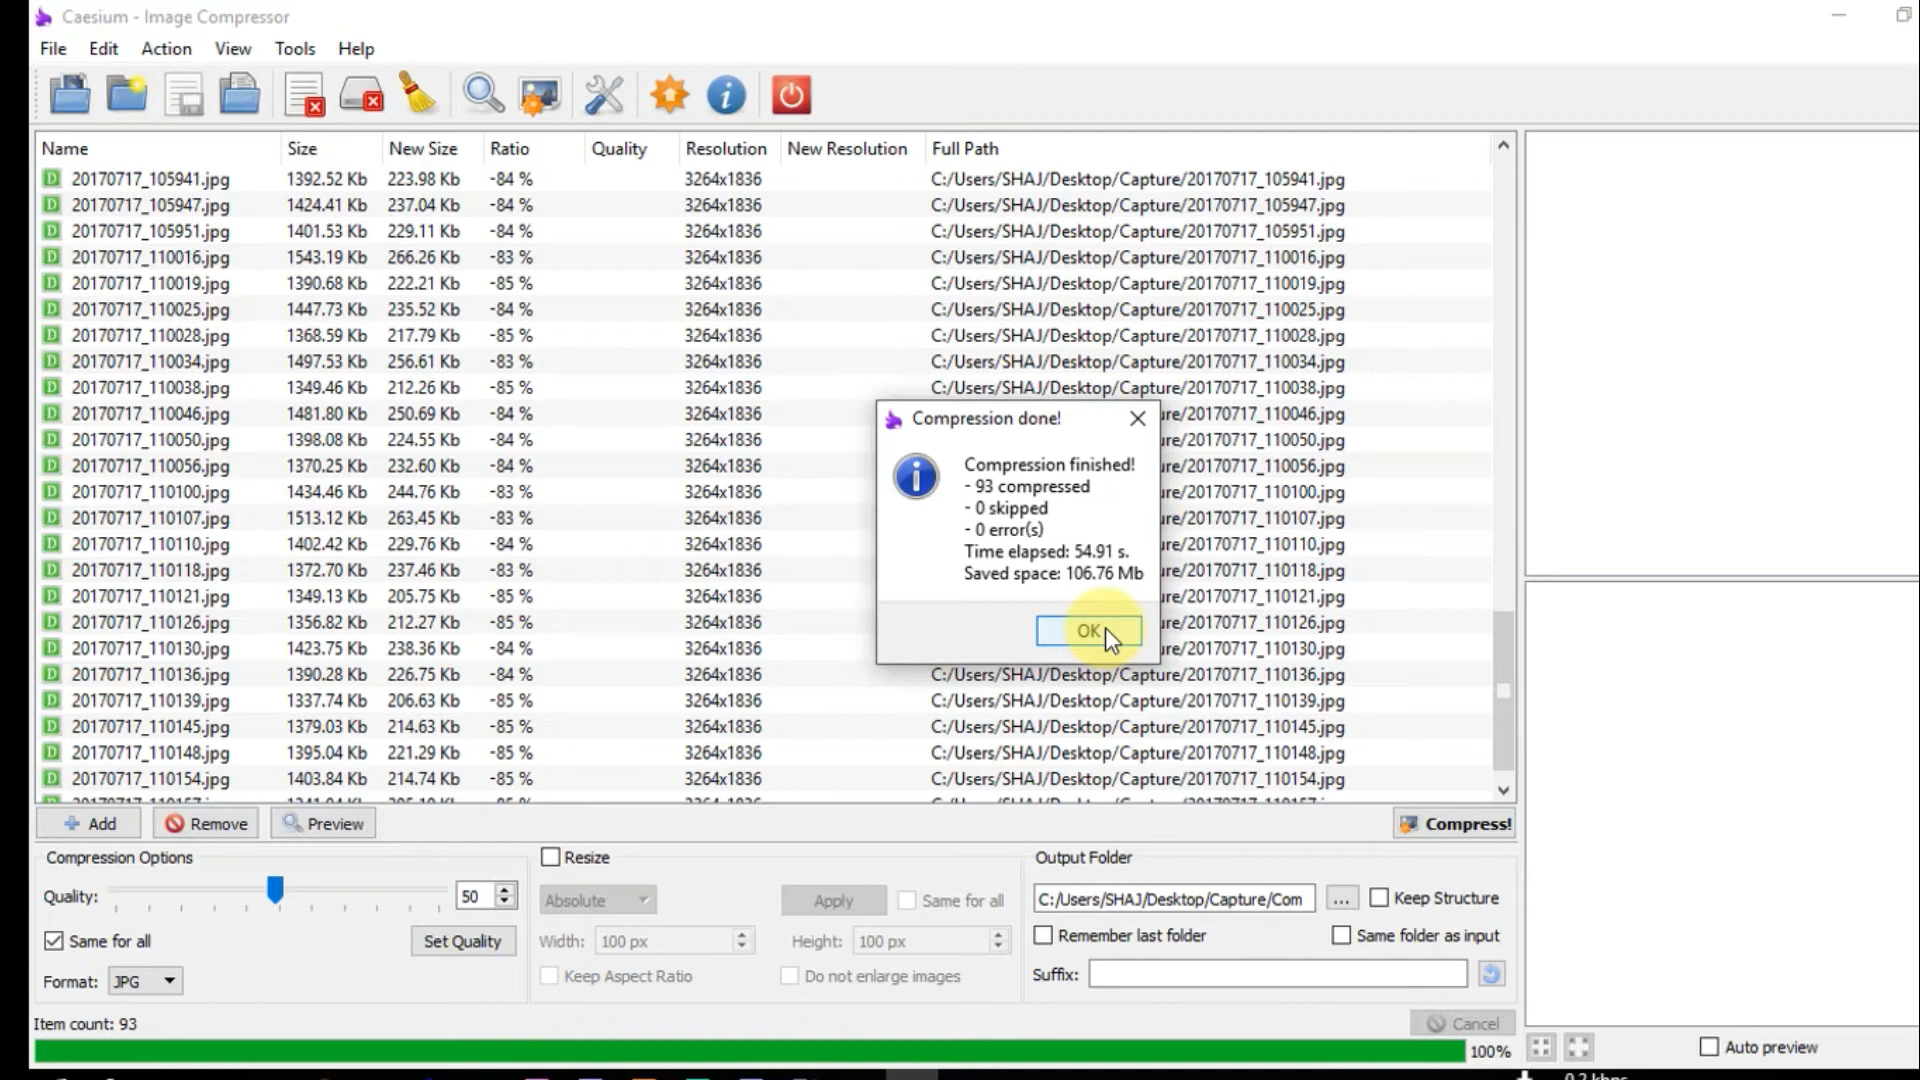 Caesium - Image Compressor
File Edit Action View Tools Help
Name Size New Size Ratio Quality Resolution New Resolution Full Path
20170717_105941.jpg 1392.52 Kb 223.98 Kb -84 % 3264x1836 C:/Users/SHAJ/Desktop/Capture/20170717_105941.jpg
20170717_105947.jpg 1424.41 Kb 237.04 Kb -84 % 3264x1836 C:/Users/SHAJ/Desktop/Capture/20170717_105947.jpg
20170717_105951.jpg 1401.53 Kb 229.11 Kb -84 % 3264x1836 C:/Users/SHAJ/Desktop/Capture/20170717_105951.jpg
20170717_110016.jpg 1543.19 Kb 266.26 Kb -83 % 3264x1836 C:/Users/SHAJ/Desktop/Capture/20170717_110016.jpg
20170717_110019.jpg 1390.68 Kb 222.21 Kb -85 % 3264x1836 C:/Users/SHAJ/Desktop/Capture/20170717_110019.jpg
20170717_110025.jpg 1447.73 Kb 235.52 Kb -84 % 3264x1836 C:/Users/SHAJ/Desktop/Capture/20170717_110025.jpg
20170717_110028.jpg 1368.59 Kb 217.79 Kb -85 % 3264x1836 C:/Users/SHAJ/Desktop/Capture/20170717_110028.jpg
20170717_110034.jpg 1497.53 Kb 256.61 Kb -83 % 3264x1836 C:/Users/SHAJ/Desktop/Capture/20170717_110034.jpg
20170717_110038.jpg 1349.46 Kb 212.26 Kb -85 % 3264x1836 C:/Users/SHAJ/Desktop/Capture/20170717_110038.jpg
20170717_110046.jpg 1481.80 Kb 250.69 Kb -84 % 3264x1836 ure/20170717_110046.jpg
20170717_110050.jpg 1398.08 Kb 224.55 Kb -84 % 3264x1836 ure/20170717_110050.jpg
20170717_110056.jpg 1370.25 Kb 232.60 Kb -84 % 3264x1836 ure/20170717_110056.jpg
20170717_110100.jpg 1434.46 Kb 244.76 Kb -83 % 3264x1836 ure/20170717_110100.jpg
20170717_110107.jpg 1513.12 Kb 263.45 Kb -83 % 3264x1836 ure/20170717_110107.jpg
20170717_110110.jpg 1402.42 Kb 229.76 Kb -84 % 3264x1836 ure/20170717_110110.jpg
20170717_110118.jpg 1372.70 Kb 237.46 Kb -83 % 3264x1836 ure/20170717_110118.jpg
20170717_110121.jpg 1349.13 Kb 205.75 Kb -85 % 3264x1836 ure/20170717_110121.jpg
20170717_110126.jpg 1356.82 Kb 212.27 Kb -85 % 3264x1836 ure/20170717_110126.jpg
20170717_110130.jpg 1423.75 Kb 238.36 Kb -84 % 3264x1836 ure/20170717_110130.jpg
20170717_110136.jpg 1390.28 Kb 226.75 Kb -84 % 3264x1836 C:/Users/SHAJ/Desktop/Capture/20170717_110136.jpg
20170717_110139.jpg 1337.74 Kb 206.63 Kb -85 % 3264x1836 C:/Users/SHAJ/Desktop/Capture/20170717_110139.jpg
20170717_110145.jpg 1379.03 Kb 214.63 Kb -85 % 3264x1836 C:/Users/SHAJ/Desktop/Capture/20170717_110145.jpg
20170717_110148.jpg 1395.04 Kb 221.29 Kb -85 % 3264x1836 C:/Users/SHAJ/Desktop/Capture/20170717_110148.jpg
20170717_110154.jpg 1403.84 Kb 214.74 Kb -85 % 3264x1836 C:/Users/SHAJ/Desktop/Capture/20170717_110154.jpg
Compression done!
Compression finished!
- 93 compressed
- 0 skipped
- 0 error(s)
Time elapsed: 54.91 s.
Saved space: 106.76 Mb
OK
Add Remove Preview Compress!
Compression Options Resize Output Folder
Quality: 50 Absolute Apply Same for all C:/Users/SHAJ/Desktop/Capture/Com ... Keep Structure
Same for all Set Quality Width: 100 px Height: 100 px Remember last folder Same folder as input
Format: JPG Keep Aspect Ratio Do not enlarge images Suffix:
Item count: 93 Cancel
100% Auto preview